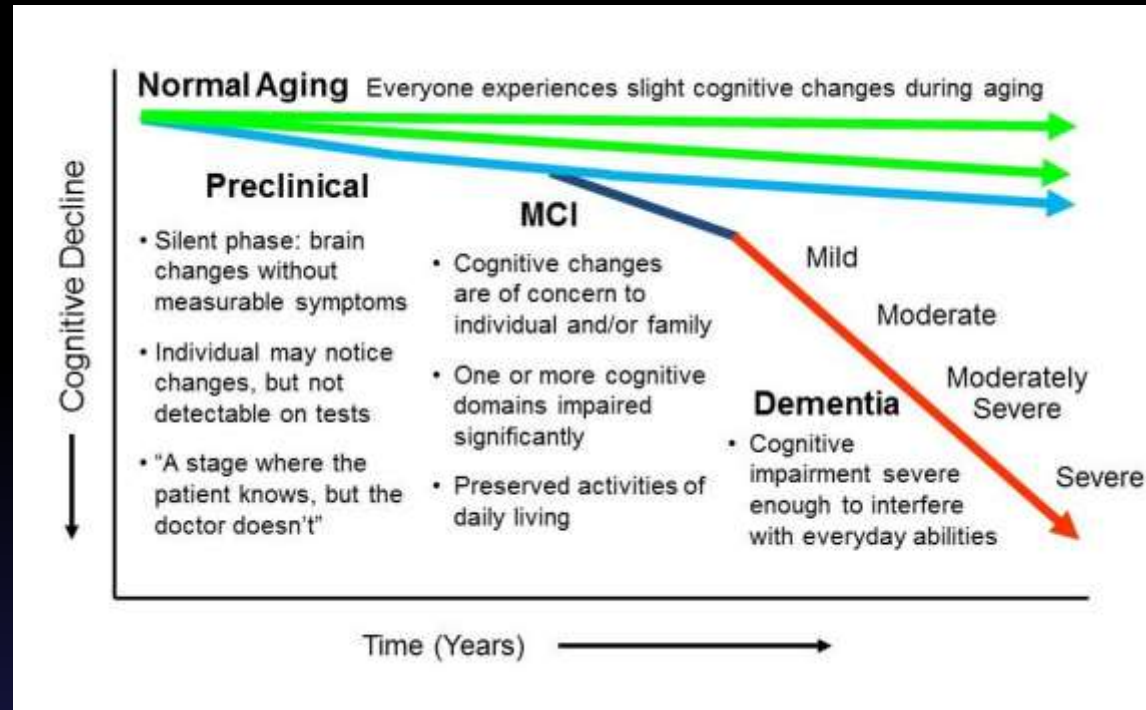 Normal Aging Everyone experiences slight cognitive changes during aging
Cognitive Decline
Preclinical
• Silent phase: brain
changes without
measurable symptoms
• Individual may notice
changes, but not
detectable on tests
• “A stage where the
patient knows, but the
doctor doesn’t”
MCI
• Cognitive changes
are of concern to
individual and/or family
• One or more cognitive
domains impaired
significantly
• Preserved activities of
daily living
Dementia
• Cognitive
impairment severe
enough to interfere
with everyday abilities
Mild
Moderate
Moderately
Severe
Severe
Time (Years)